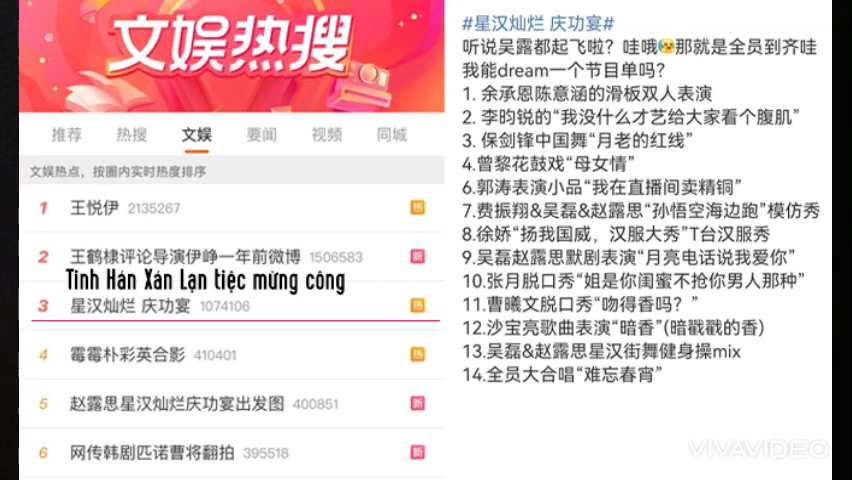 文娱热搜
推荐 热搜 文娱 要闻 视频 同城
文娱热点，按圈内实时热度排序
1 王悦伊 2135267 热
2 王鹤棣评论导演伊峥一年前微博 1506583 新
Tinh Hán Xán Lạn tiệc mừng công
3 星汉灿烂 庆功宴 1074106 热
4 霉霉朴彩英合影 410401 热
5 赵露思星汉灿烂庆功宴出发图 400851 新
6 网传韩剧匹诺曹将翻拍 395518 新
#星汉灿烂 庆功宴#
听说吴露都起飞啦？哇哦那就是全员到齐哇
我能dream一个节目单吗？
1. 余承恩陈意涵的滑板双人表演
2. 李昀锐的“我没什么才艺给大家看个腹肌”
3. 保剑锋中国舞“月老的红线”
4.曾黎花鼓戏“母女情”
6.郭涛表演小品“我在直播间卖精铜”
7.费振翔&吴磊&赵露思“孙悟空海边跑”模仿秀
8.徐娇“扬我国威，汉服大秀”T台汉服秀
9.吴磊赵露思默剧表演“月亮电话说我爱你”
10.张月脱口秀“姐是你闺蜜不抢你男人那种”
11.曹曦文脱口秀“吻得香吗？”
12.沙宝亮歌曲表演“暗香”(暗戳戳的香)
13.吴磊&赵露思星汉街舞健身操mix
14.全员大合唱“难忘春宵”
VIVAVIDEO